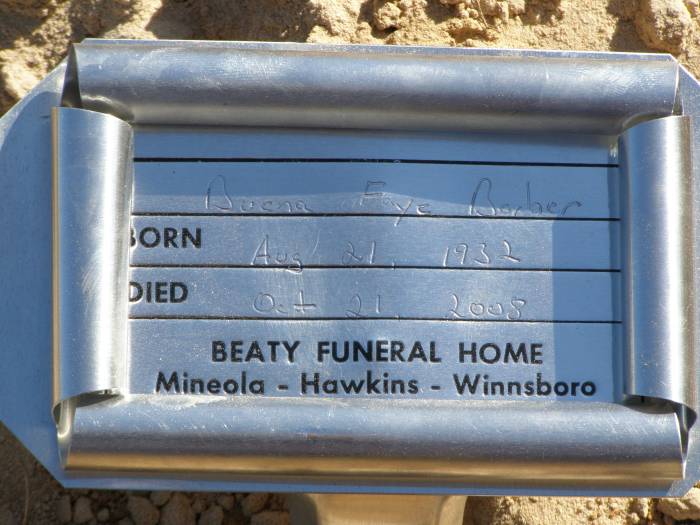 Buena Faye Barber
BORN Aug 21, 1932
DIED Oct 21, 2008
BEATY FUNERAL HOME
Mineola - Hawkins - Winnsboro